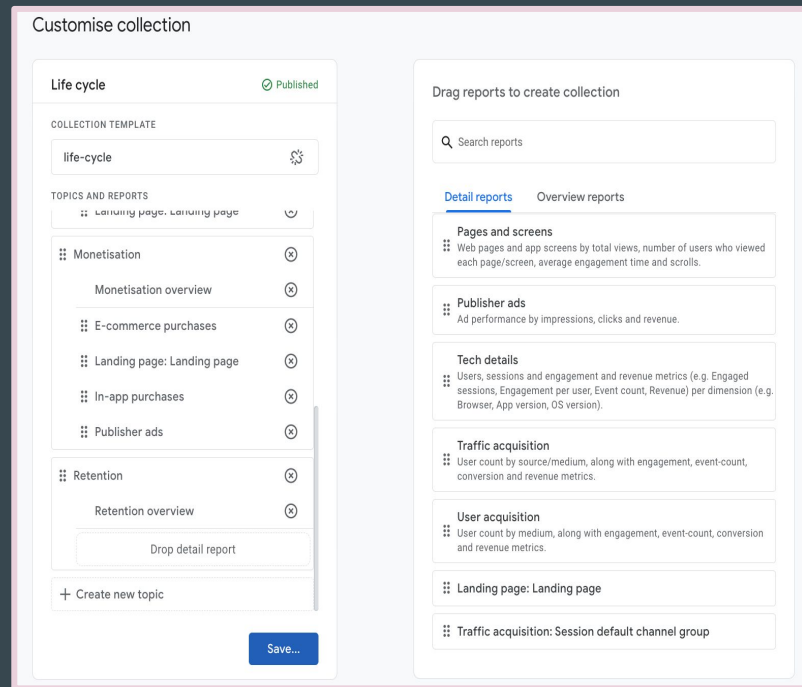 Customise collection
Life cycle
Published
COLLECTION TEMPLATE
life-cycle
TOPICS AND REPORTS
Landing page: Landing page
Monetisation
Monetisation overview
E-commerce purchases
Landing page: Landing page
In-app purchases
Publisher ads
Retention
Retention overview
Drop detail report
Create new topic
Save...
Drag reports to create collection
Search reports
Detail reports
Overview reports
Pages and screens
Web pages and app screens by total views, number of users who viewed
each page/screen, average engagement time and scrolls.
Publisher ads
Ad performance by impressions, clicks and revenue.
Tech details
Users, sessions and engagement and revenue metrics (e.g. Engaged
sessions, Engagement per user, Event count, Revenue) per dimension (e.g.
Browser, App version, OS version).
Traffic acquisition
User count by source/medium, along with engagement, event-count,
conversion and revenue metrics.
User acquisition
User count by medium, along with engagement, event-count, conversion
and revenue metrics.
Landing page: Landing page
Traffic acquisition: Session default channel group